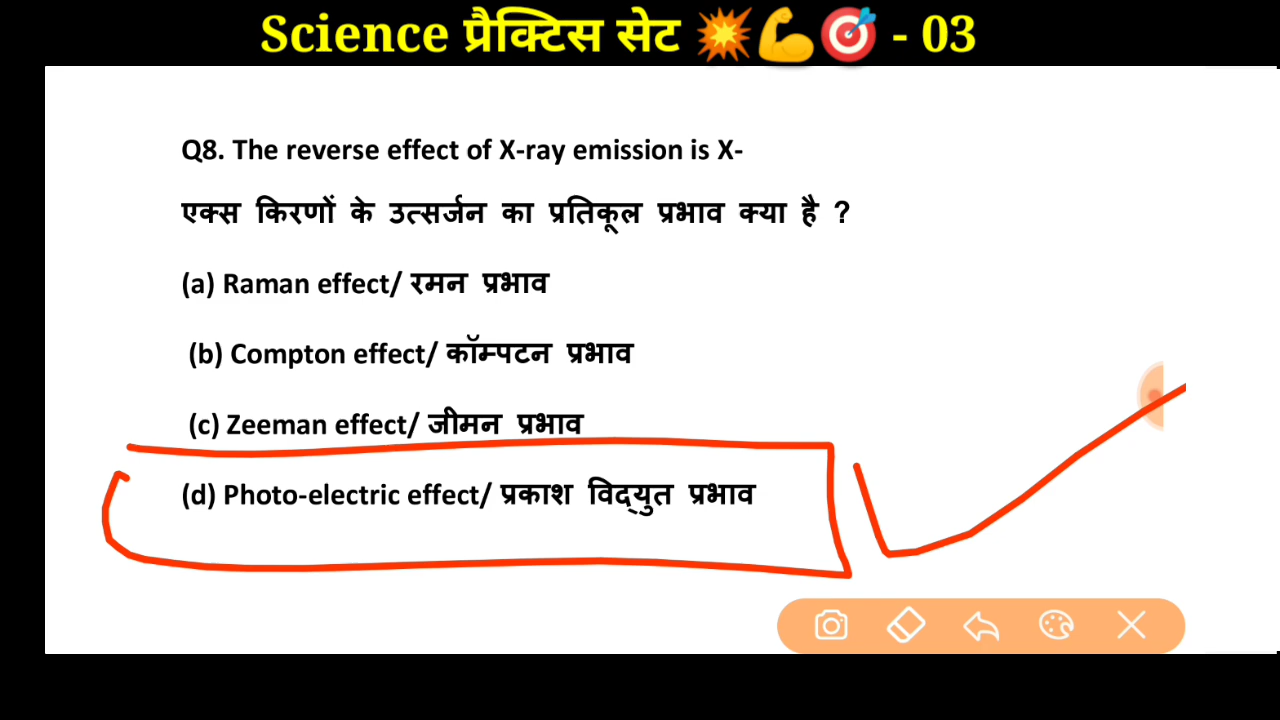 Science प्रैक्टिस सेट 💥💪🎯 - 03
Q8. The reverse effect of X-ray emission is X-
एक्स किरणों के उत्सर्जन का प्रतिकूल प्रभाव क्या है ?
(a) Raman effect/ रमन प्रभाव
(b) Compton effect/ कॉम्पटन प्रभाव
(c) Zeeman effect/ जीमन प्रभाव
(d) Photo-electric effect/ प्रकाश विद्युत प्रभाव